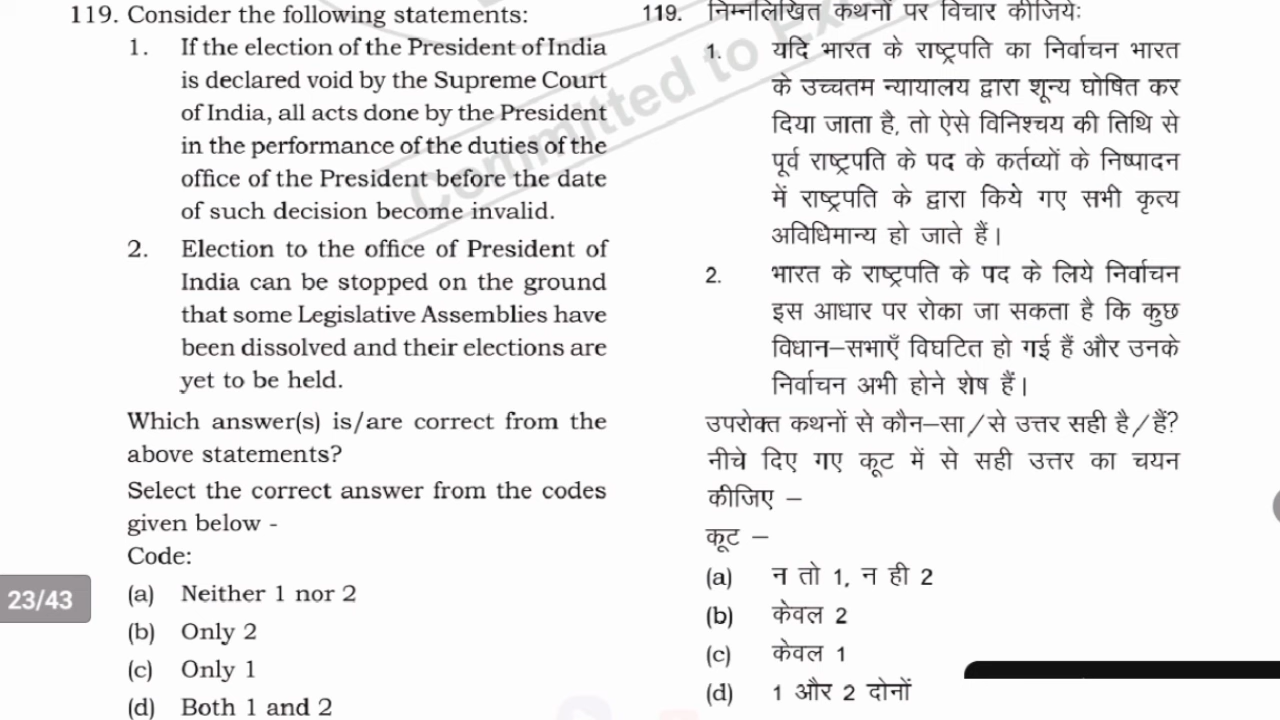 119. Consider the following statements:
1. If the election of the President of India
is declared void by the Supreme Court
of India, all acts done by the President
in the performance of the duties of the
office of the President before the date
of such decision become invalid.
2. Election to the office of President of
India can be stopped on the ground
that some Legislative Assemblies have
been dissolved and their elections are
yet to be held.
Which answer(s) is/are correct from the
above statements?
Select the correct answer from the codes
given below -
Code:
(a) Neither 1 nor 2
(b) Only 2
(c) Only 1
(d) Both 1 and 2
119. निम्नलिखित कथनों पर विचार कीजियेः
1. यदि भारत के राष्ट्रपति का निर्वाचन भारत
के उच्चतम न्यायालय द्वारा शून्य घोषित कर
दिया जाता है, तो ऐसे विनिश्चय की तिथि से
पूर्व राष्ट्रपति के पद के कर्तव्यों के निष्पादन
में राष्ट्रपति के द्वारा किये गए सभी कृत्य
अविधिमान्य हो जाते हैं।
2. भारत के राष्ट्रपति के पद के लिये निर्वाचन
इस आधार पर रोका जा सकता है कि कुछ
विधान–सभाएँ विघटित हो गई हैं और उनके
निर्वाचन अभी होने शेष हैं।
उपरोक्त कथनों से कौन–सा/से उत्तर सही है/हैं?
नीचे दिए गए कूट में से सही उत्तर का चयन
कीजिए –
कूट –
(a) न तो 1, न ही 2
(b) केवल 2
(c) केवल 1
(d) 1 और 2 दोनों
Committed to
23/43